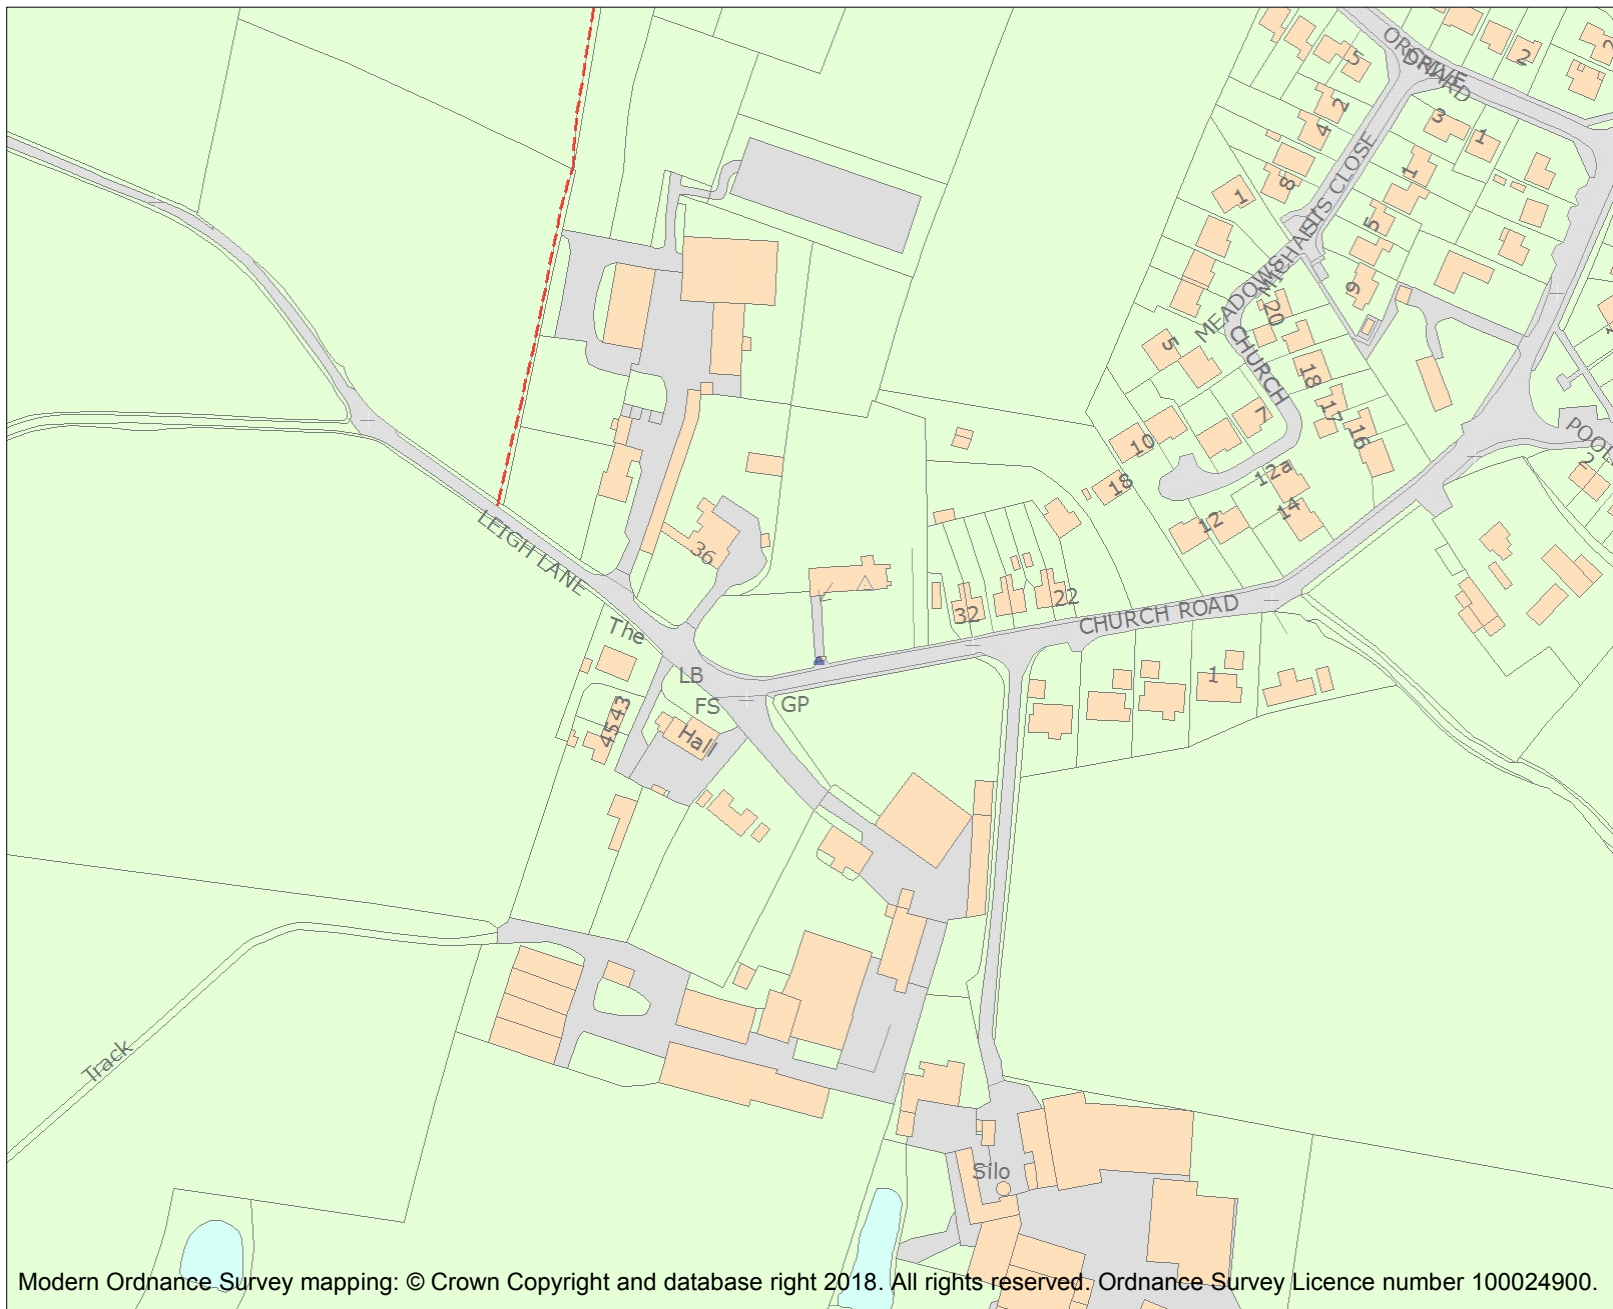 ORCHARD
DRIVE
5
2
2
2
4
3
1
8
1
1
5
MICHAELS CLOSE
MEADOWS
9
20
CHURCH
5
18
7
17
16
10
18
12a
14
12
POOL
2
LEIGH LANE
36
32
22
CHURCH ROAD
The
LB
FS
GP
1
43
45
Hall
Track
Silo
Modern Ordnance Survey mapping: © Crown Copyright and database right 2018. All rights reserved. Ordnance Survey Licence number 100024900.